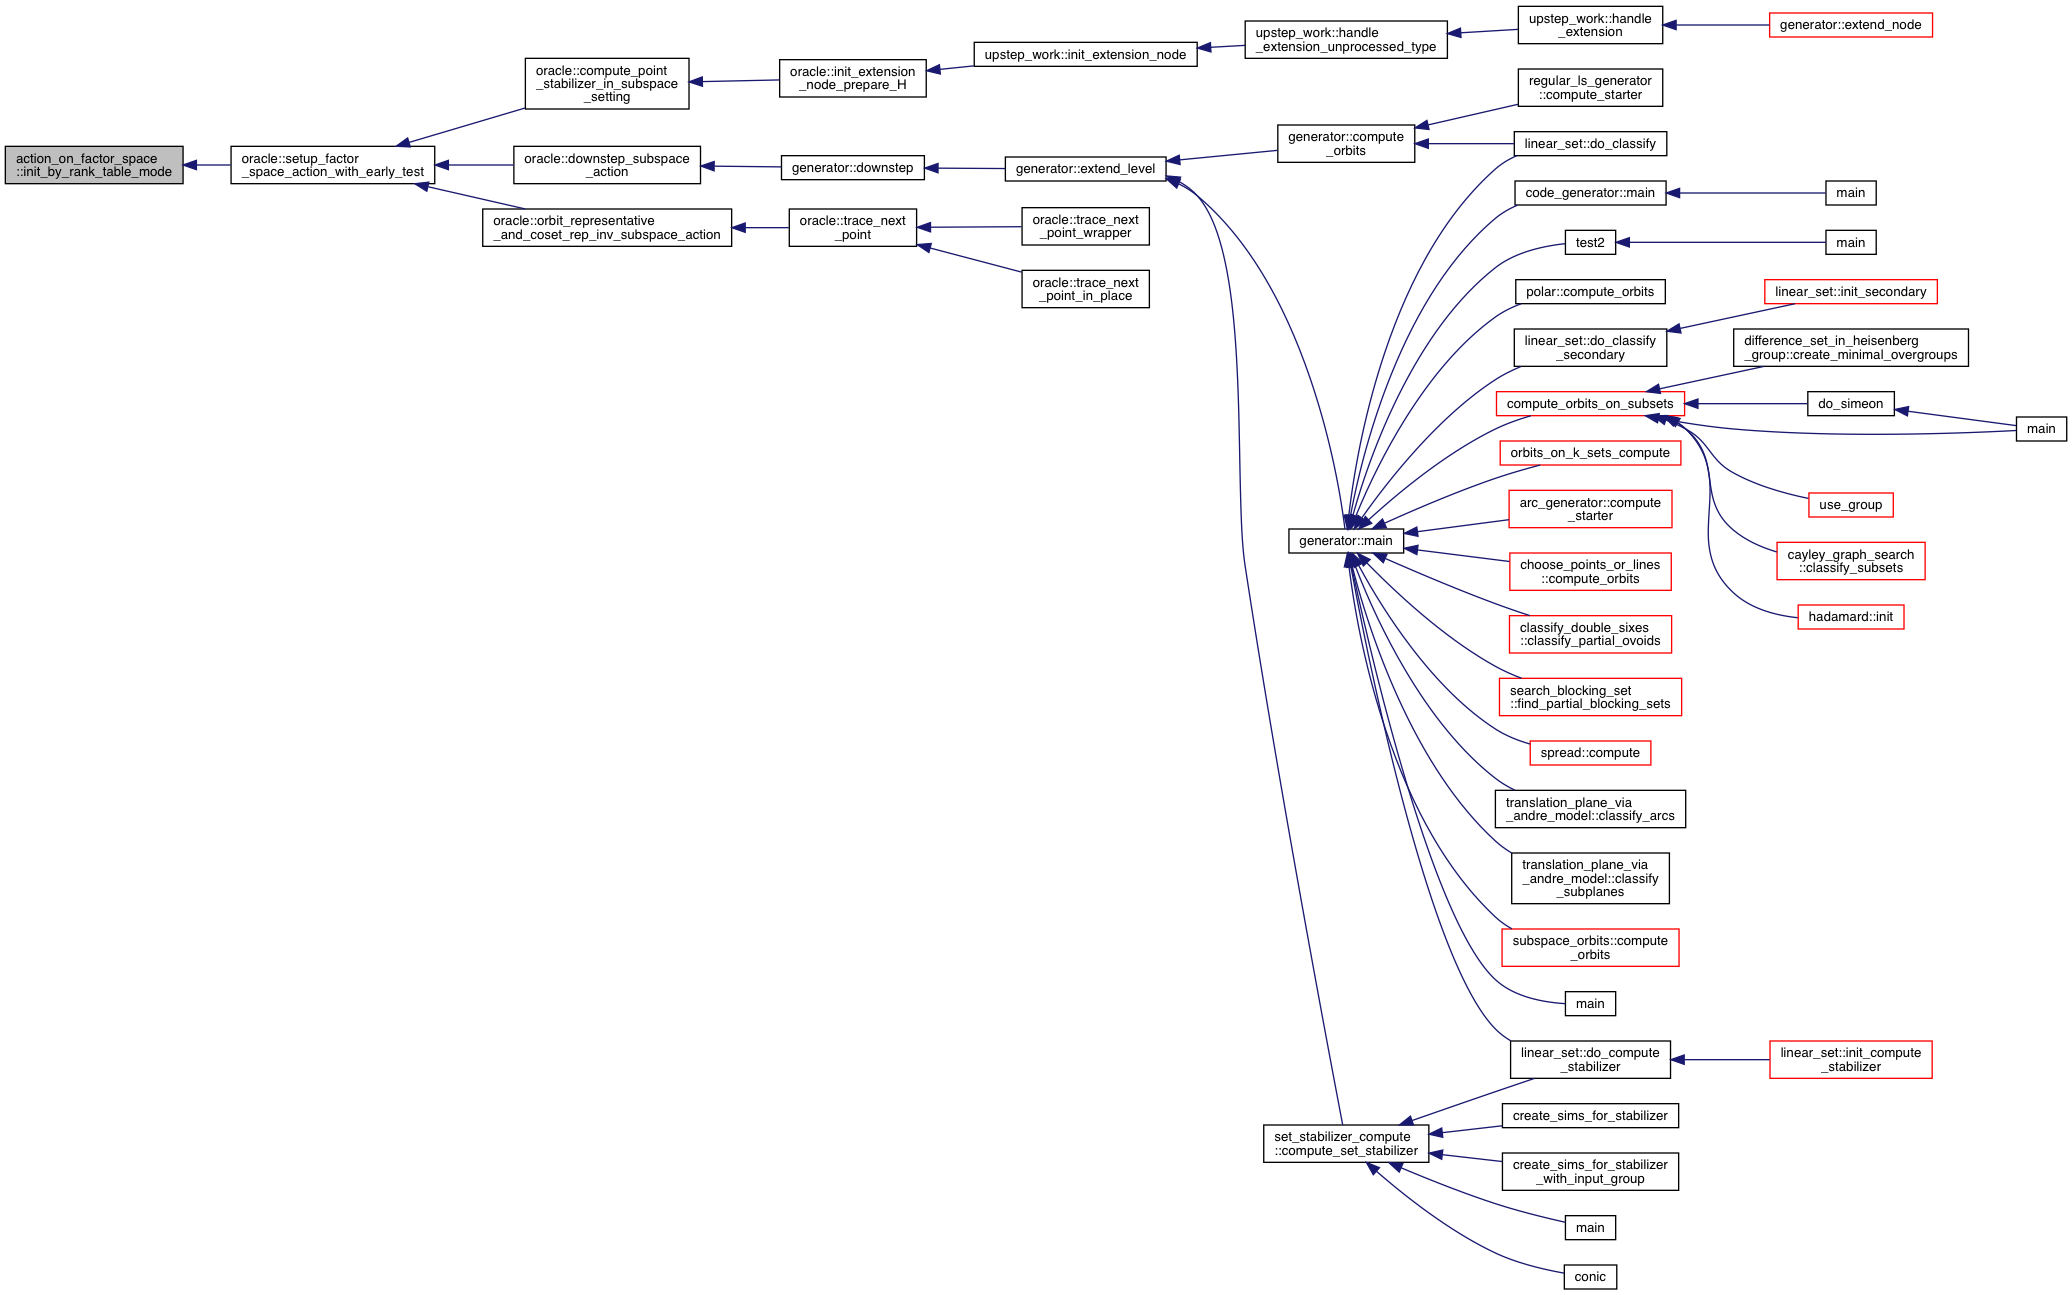 action_on_factor_space
::init_by_rank_table_mode
oracle::setup_factor
_space_action_with_early_test
oracle::compute_point
_stabilizer_in_subspace
_setting
oracle::init_extension
_node_prepare_H
upstep_work::init_extension_node
upstep_work::handle
_extension_unprocessed_type
upstep_work::handle
_extension
generator::extend_node
oracle::downstep_subspace
_action
generator::downstep
generator::extend_level
generator::compute
_orbits
regular_ls_generator
::compute_starter
linear_set::do_classify
generator::main
code_generator::main
main
test2
main
polar::compute_orbits
linear_set::do_classify
_secondary
linear_set::init_secondary
compute_orbits_on_subsets
difference_set_in_heisenberg
_group::create_minimal_overgroups
do_simeon
main
use_group
cayley_graph_search
::classify_subsets
hadamard::init
orbits_on_k_sets_compute
arc_generator::compute
_starter
choose_points_or_lines
::compute_orbits
classify_double_sixes
::classify_partial_ovoids
search_blocking_set
::find_partial_blocking_sets
spread::compute
translation_plane_via
_andre_model::classify_arcs
translation_plane_via
_andre_model::classify
_subplanes
subspace_orbits::compute
_orbits
main
linear_set::do_compute
_stabilizer
linear_set::init_compute
_stabilizer
set_stabilizer_compute
::compute_set_stabilizer
create_sims_for_stabilizer
create_sims_for_stabilizer
_with_input_group
main
conic
oracle::orbit_representative
_and_coset_rep_inv_subspace_action
oracle::trace_next
_point
oracle::trace_next
_point_wrapper
oracle::trace_next
_point_in_place